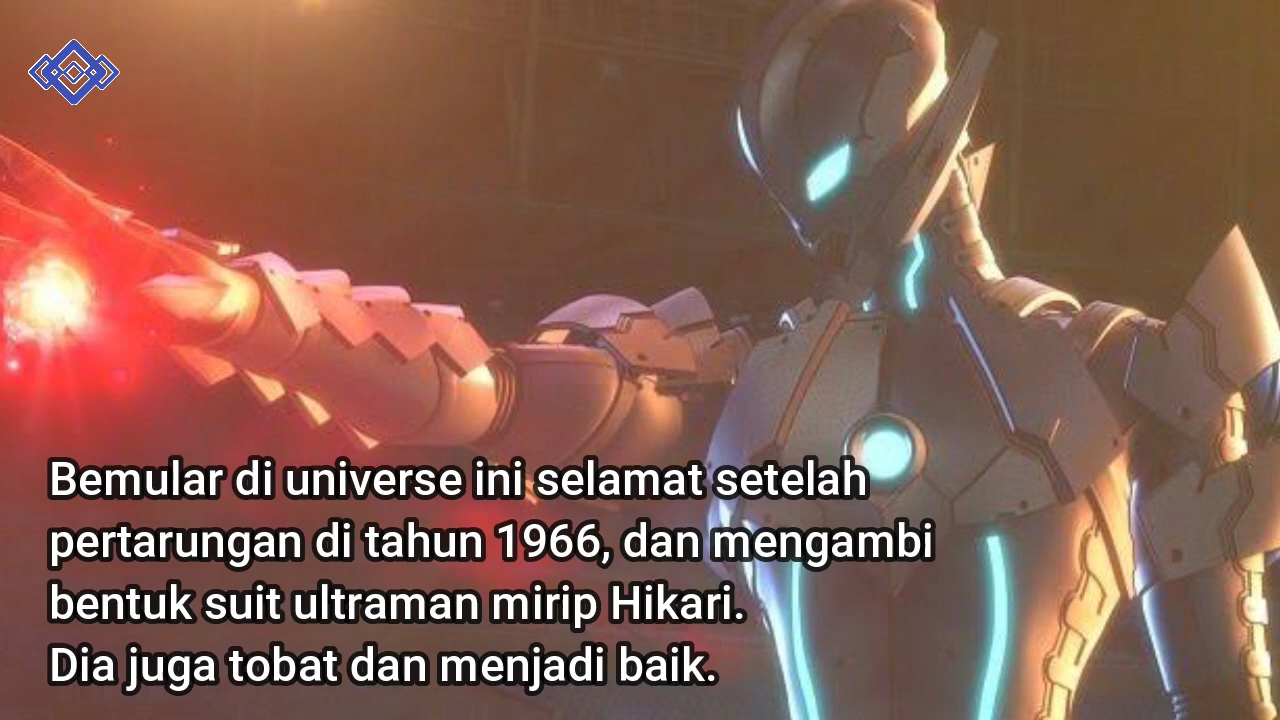 Bemular di universe ini selamat setelah
pertarungan di tahun 1966, dan mengambi
bentuk suit ultraman mirip Hikari.
Dia juga tobat dan menjadi baik.